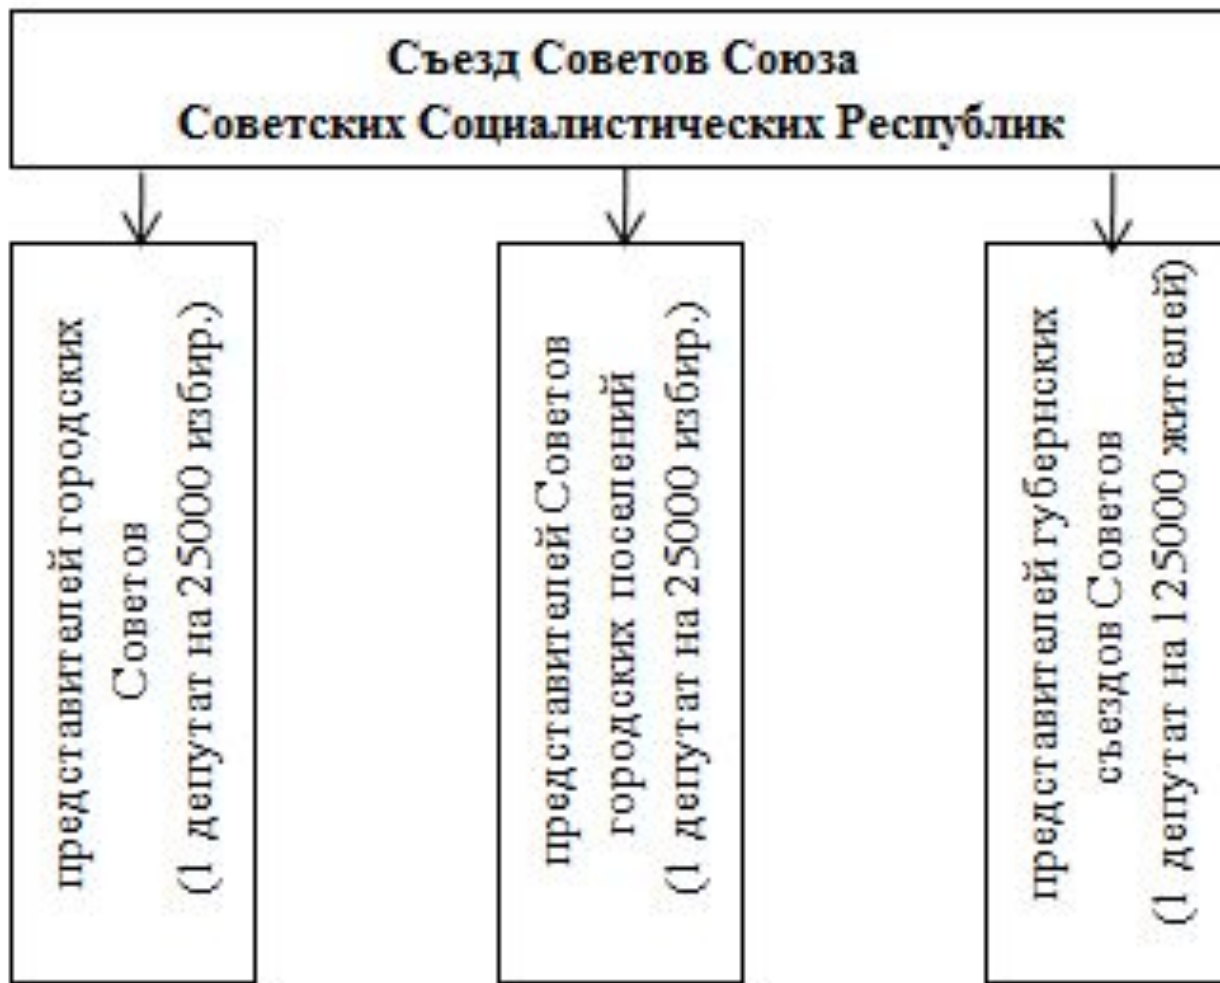 Съезд Советов Союза
Советских Социалистических Республик
представителей городских
Советов
(1 депутат на 25000 избир.)
представителей Советов
городских поселений
(1 депутат на 25000 избир.)
представителей губернских
съездов Советов
(1 депутат на 125000 жителей)